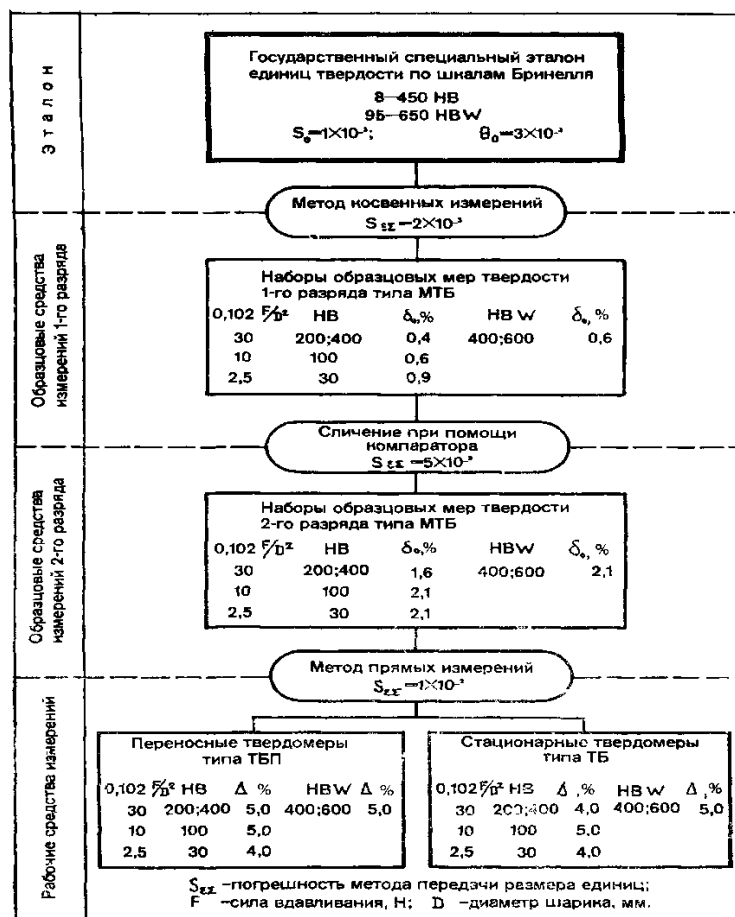 Эталон
Государственный специальный эталон
единиц твердости по шкалам Бринелля
8—450 HB
95—650 HBW
S₀=1×10⁻³; θ₀=3×10⁻³
Метод косвенных измерений
S_ΣΣ=2×10⁻³
Образцовые средства
измерений 1-го разряда
Наборы образцовых мер твердости
1-го разряда типа МТБ
0,102 F/D² HB δ₀,% HBW δ₀,%
30 200;400 0,4 400;600 0,6
10 100 0,6
2,5 30 0,9
Сличение при помощи
компаратора
S_ΣΣ=5×10⁻³
Образцовые средства
измерений 2-го разряда
Наборы образцовых мер твердости
2-го разряда типа МТБ
0,102 F/D² HB δ₀,% HBW δ₀,%
30 200;400 1,6 400;600 2,1
10 100 2,1
2,5 30 2,1
Метод прямых измерений
S_ΣΣ=1×10⁻²
Рабочие средства измерений
Переносные твердомеры
типа ТБП
0,102 F/D² HB Δ % HBW Δ %
30 200;400 5,0 400;600 5,0
10 100 5,0
2,5 30 4,0
Стационарные твердомеры
типа ТБ
0,102 F/D² HB Δ,% HBW Δ,%
30 200;400 4,0 400;600 5,0
10 100 5,0
2,5 30 4,0
S_ΣΣ —погрешность метода передачи размера единиц;
F —сила вдавливания, Н; D —диаметр шарика, мм.